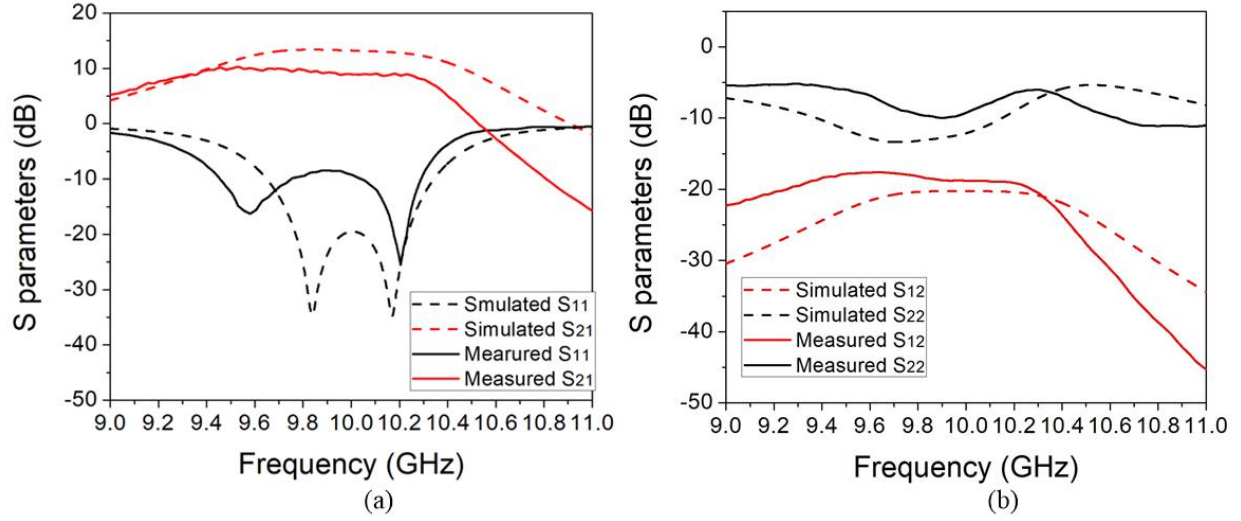 20
10
0
-10
-20
-30
-40
-50
S parameters (dB)
Smulated S11
Simulated S21
Mearured S11
Measured S21
9.0 9.2 9.4 9.6 9.8 10.0 10.2 10.4 10.6 10.8 11.0
Frequency (GHz)
(a)
0
-10
-20
-30
-40
-50
S parameters (dB)
Simulated S12
Simulated S22
Measured S12
Measured S22
9.0 9.2 9.4 9.6 9.8 10.0 10.2 10.4 10.6 10.8 11.0
Frequency (GHz)
(b)